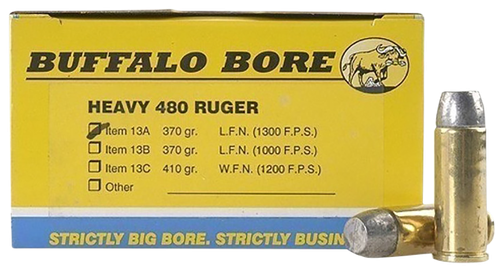 BUFFALO BORE
HEAVY 480 RUGER
Item 13A 370 gr. L.F.N. (1300 F.P.S.)
Item 13B 370 gr. L.F.N. (1000 F.P.S.)
Item 13C 410 gr. W.F.N. (1200 F.P.S.)
Other
STRICTLY BIG BORE. STRICTLY